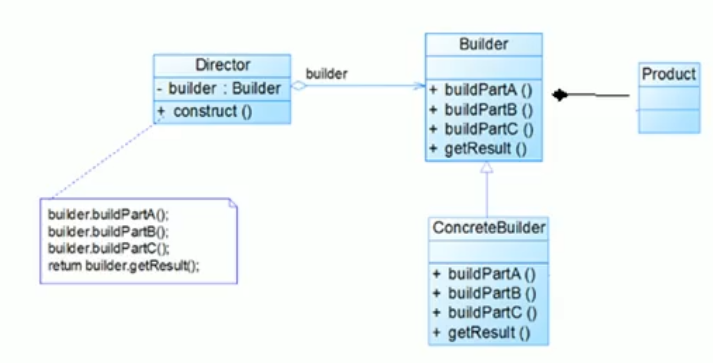 Director
- builder : Builder
+ construct ()
builder
Builder
+ buildPartA ()
+ buildPartB ()
+ buildPartC ()
+ getResult ()
Product
builder.buildPartA();
builder.buildPartB();
builder.buildPartC();
return builder.getResult();
ConcreteBuilder
+ buildPartA ()
+ buildPartB ()
+ buildPartC ()
+ getResult ()